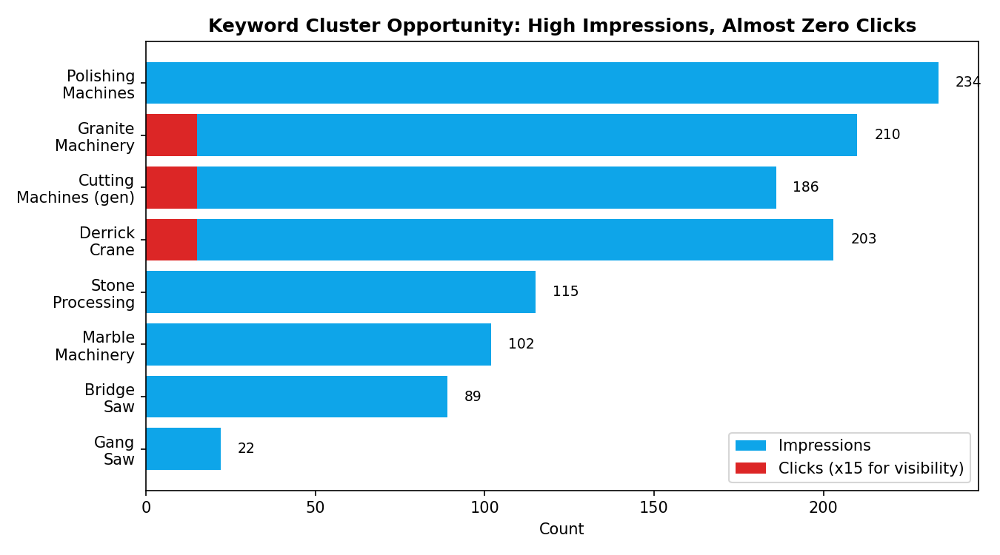 Keyword Cluster Opportunity: High Impressions, Almost Zero Clicks
Polishing
Machines
234
Granite
Machinery
210
Cutting
Machines (gen)
186
Derrick
Crane
203
Stone
Processing
115
Marble
Machinery
102
Bridge
Saw
89
Gang
Saw
22
Impressions
Clicks (x15 for visibility)
0 50 100 150 200
Count